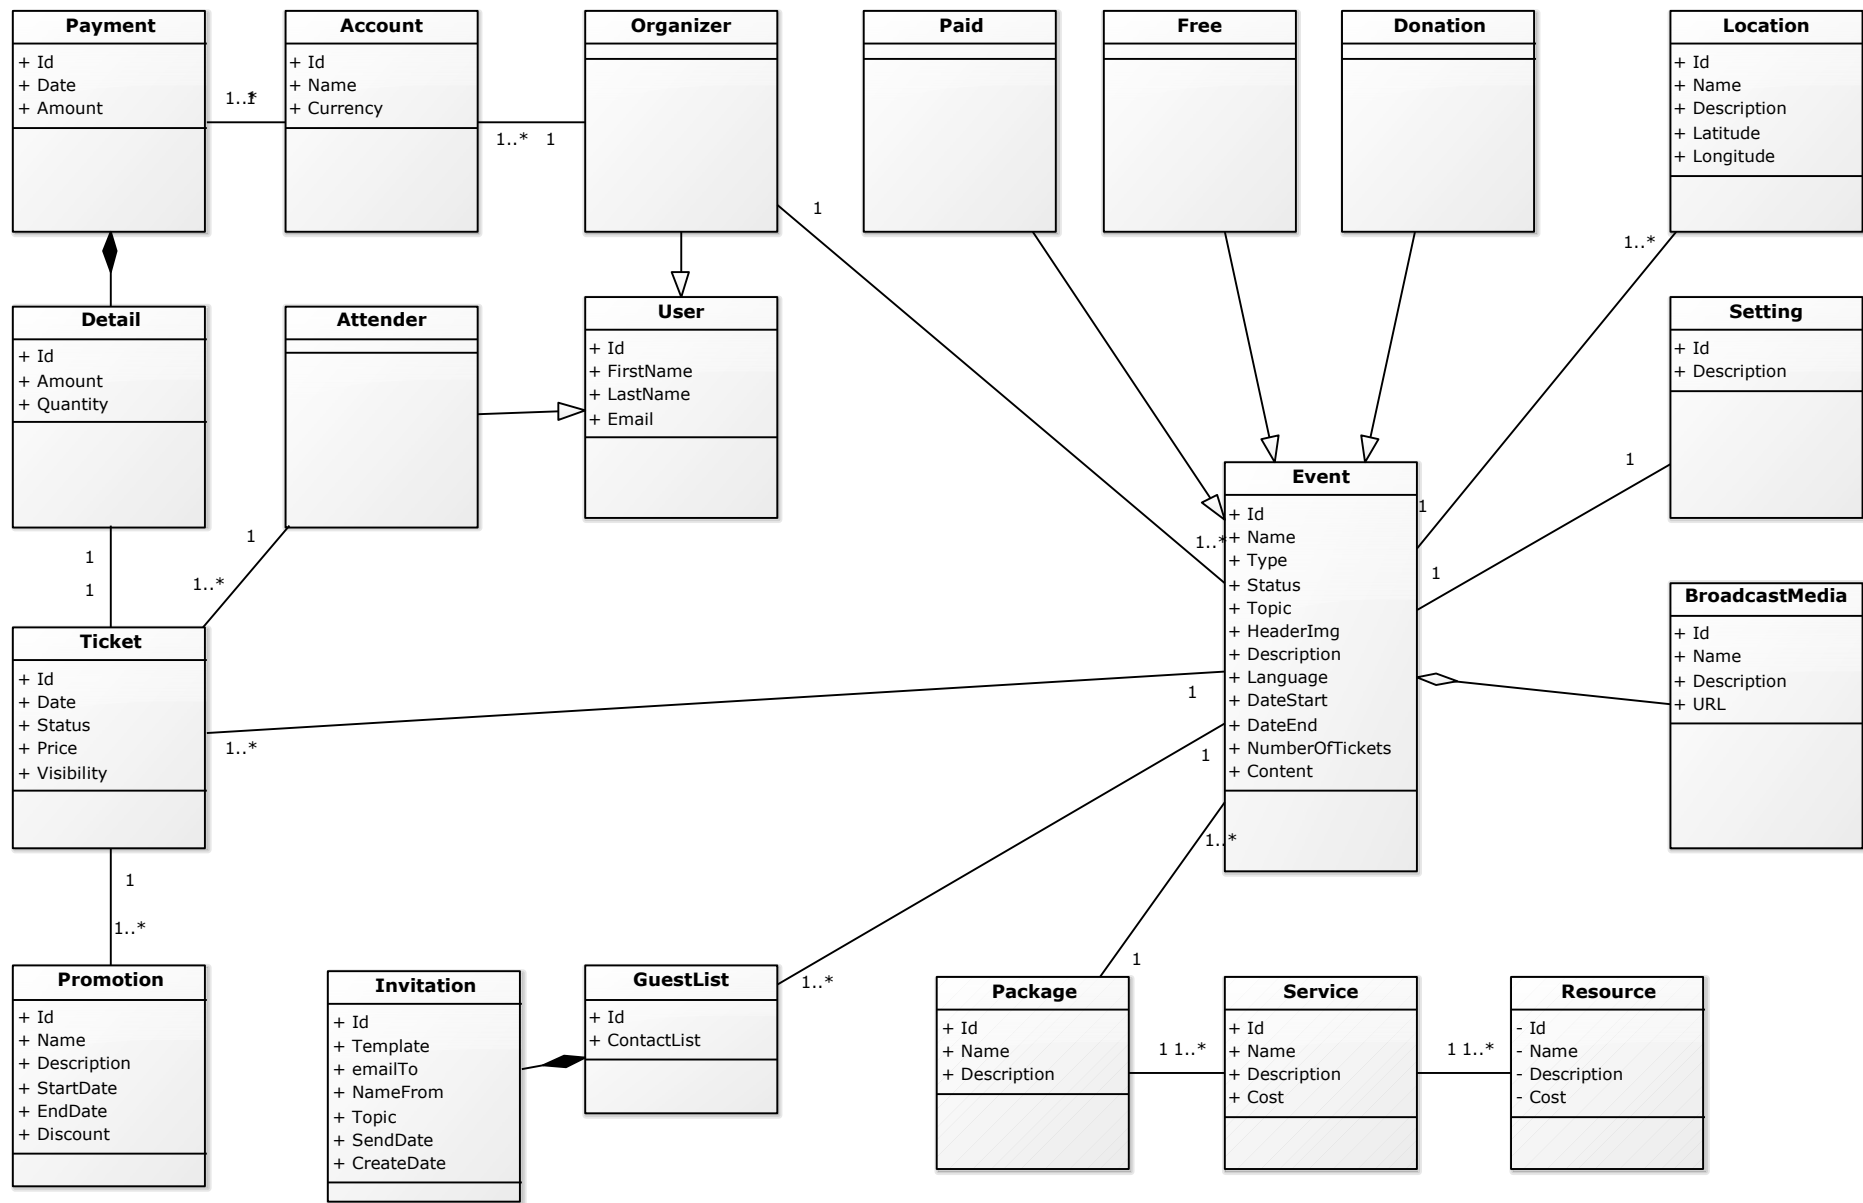 Payment
+ Id
+ Date
+ Amount
Account
+ Id
+ Name
+ Currency
Organizer
Paid
Free
Donation
Location
+ Id
+ Name
+ Description
+ Latitude
+ Longitude
1..*
1
1..*
1
1
1..*
Detail
+ Id
+ Amount
+ Quantity
Attender
User
+ Id
+ FirstName
+ LastName
+ Email
Setting
+ Id
+ Description
1
1
1
1..*
1
1..*
1
1
Event
+ Id
+ Name
+ Type
+ Status
+ Topic
+ HeaderImg
+ Description
+ Language
+ DateStart
+ DateEnd
+ NumberOfTickets
+ Content
BroadcastMedia
+ Id
+ Name
+ Description
+ URL
Ticket
+ Id
+ Date
+ Status
+ Price
+ Visibility
1..*
1
1
1..*
1
1..*
1..*
1
Promotion
+ Id
+ Name
+ Description
+ StartDate
+ EndDate
+ Discount
Invitation
+ Id
+ Template
+ emailTo
+ NameFrom
+ Topic
+ SendDate
+ CreateDate
GuestList
+ Id
+ ContactList
Package
+ Id
+ Name
+ Description
1 1..*
Service
+ Id
+ Name
+ Description
+ Cost
1 1..*
Resource
- Id
- Name
- Description
- Cost